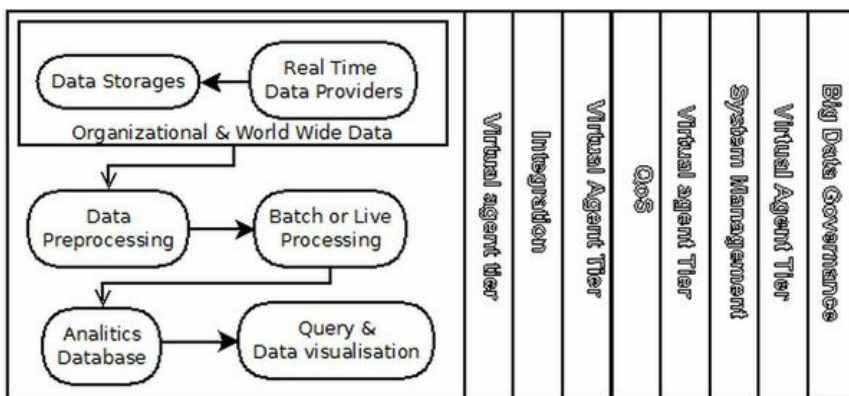 Data Storages
Real Time
Data Providers
Organizational & World Wide Data
Data
Preprocessing
Batch or Live
Processing
Analitics
Database
Query &
Data visualisation
Virtual agent tier
Integration
Virtual Agent Tier
QoS
Virtual agent Tier
System Management
Virtual Agent Tier
Big Data Governance